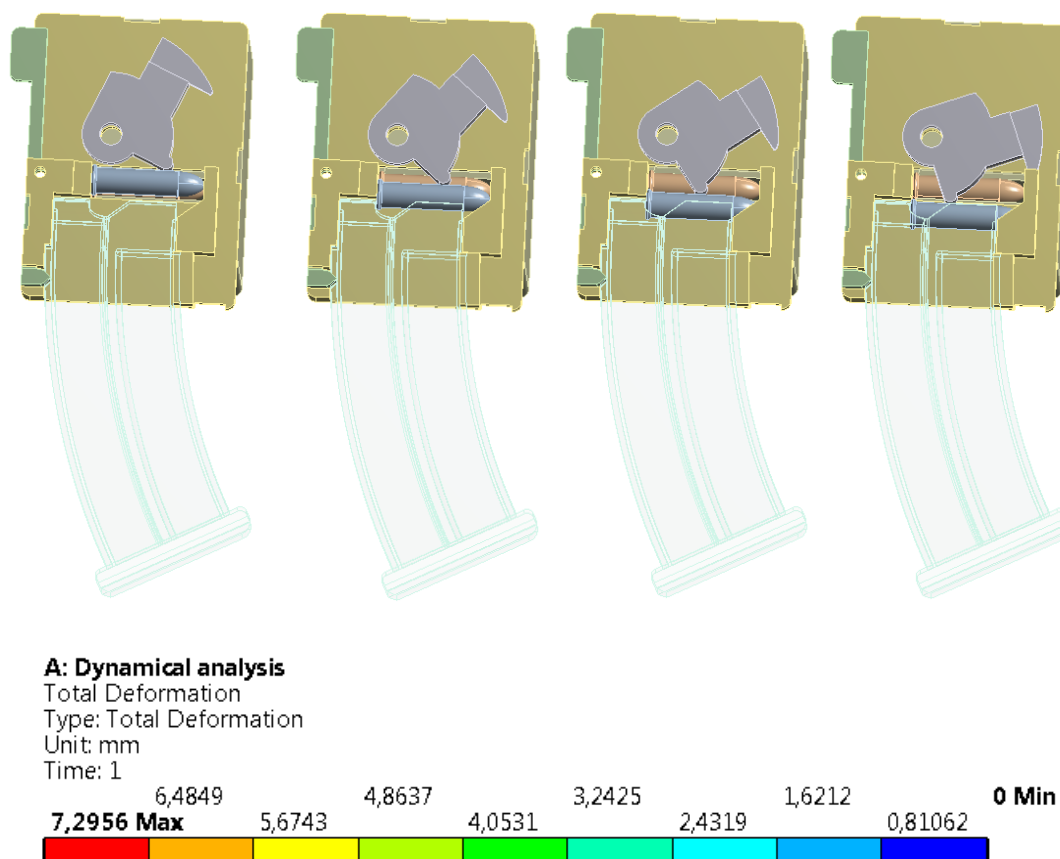 A: Dynamical analysis
Total Deformation
Type: Total Deformation
Unit: mm
Time: 1
6,4849 4,8637 3,2425 1,6212 0 Min
7,2956 Max 5,6743 4,0531 2,4319 0,81062